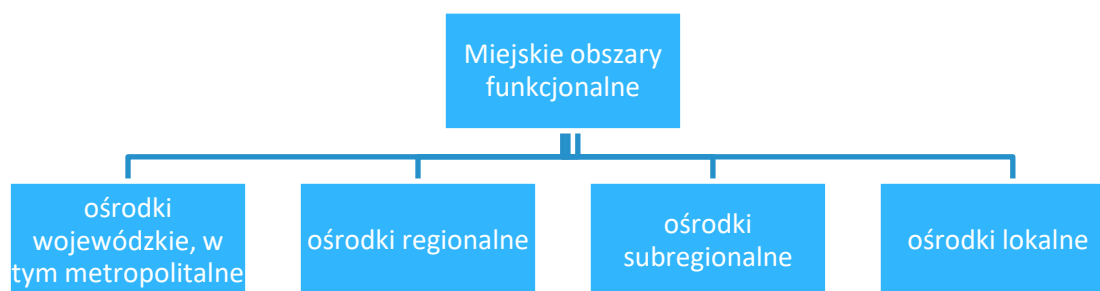 Miejskie obszary
funkcjonalne
ośrodki
wojewódzkie, w
tym metropolitalne
ośrodki regionalne
ośrodki
subregionalne
ośrodki lokalne